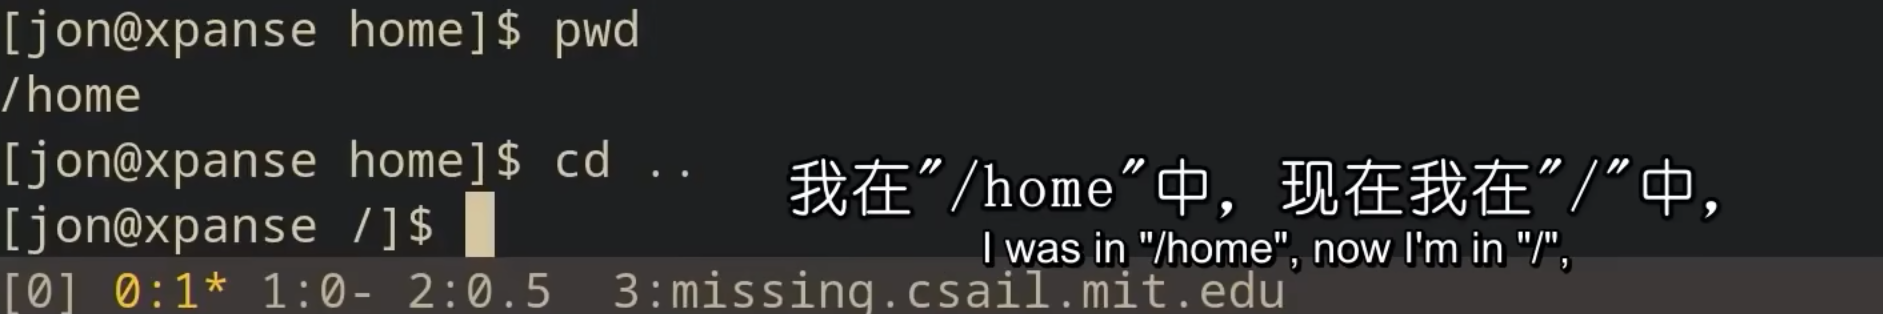 [jon@xpanse home]$ pwd
/home
[jon@xpanse home]$ cd ..
[jon@xpanse /]$
我在"/home"中，现在我在"/"中，
I was in "/home", now I'm in "/",
[0] 0:1* 1:0- 2:0.5  3:missing.csail.mit.edu